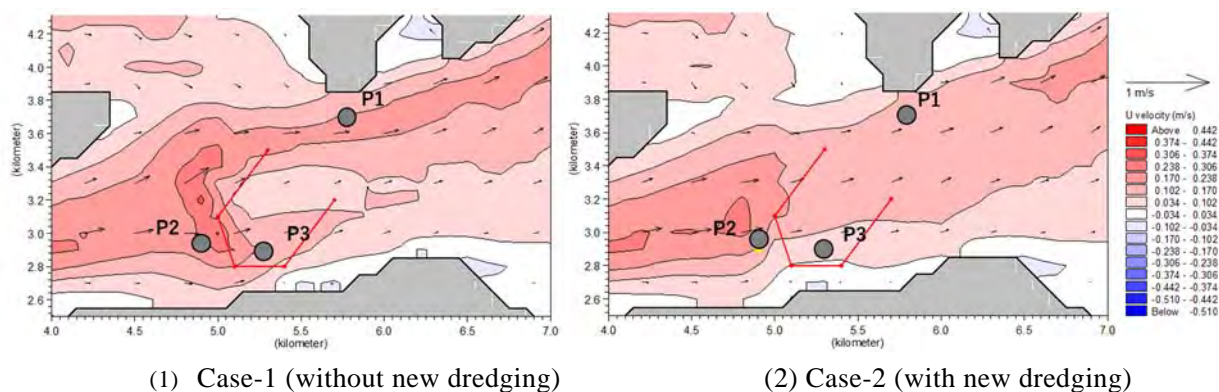 4.2
4.0
3.8
3.6
3.4
3.2
3.0
2.8
2.6
(kilometer)
P1
P2
P3
4.0 4.5 5.0 5.5 6.0 6.5 7.0
(kilometer)
(1) Case-1 (without new dredging)
4.2
4.0
3.8
3.6
3.4
3.2
3.0
2.8
2.6
(kilometer)
P1
P2
P3
4.0 4.5 5.0 5.5 6.0 6.5 7.0
(kilometer)
(2) Case-2 (with new dredging)
1 m/s
U velocity (m/s)
Above 0.442
0.374 - 0.442
0.306 - 0.374
0.238 - 0.306
0.170 - 0.238
0.102 - 0.170
0.034 - 0.102
-0.034 - 0.034
-0.102 - -0.034
-0.170 - -0.102
-0.238 - -0.170
-0.306 - -0.238
-0.374 - -0.306
-0.442 - -0.374
-0.510 - -0.442
Below -0.510